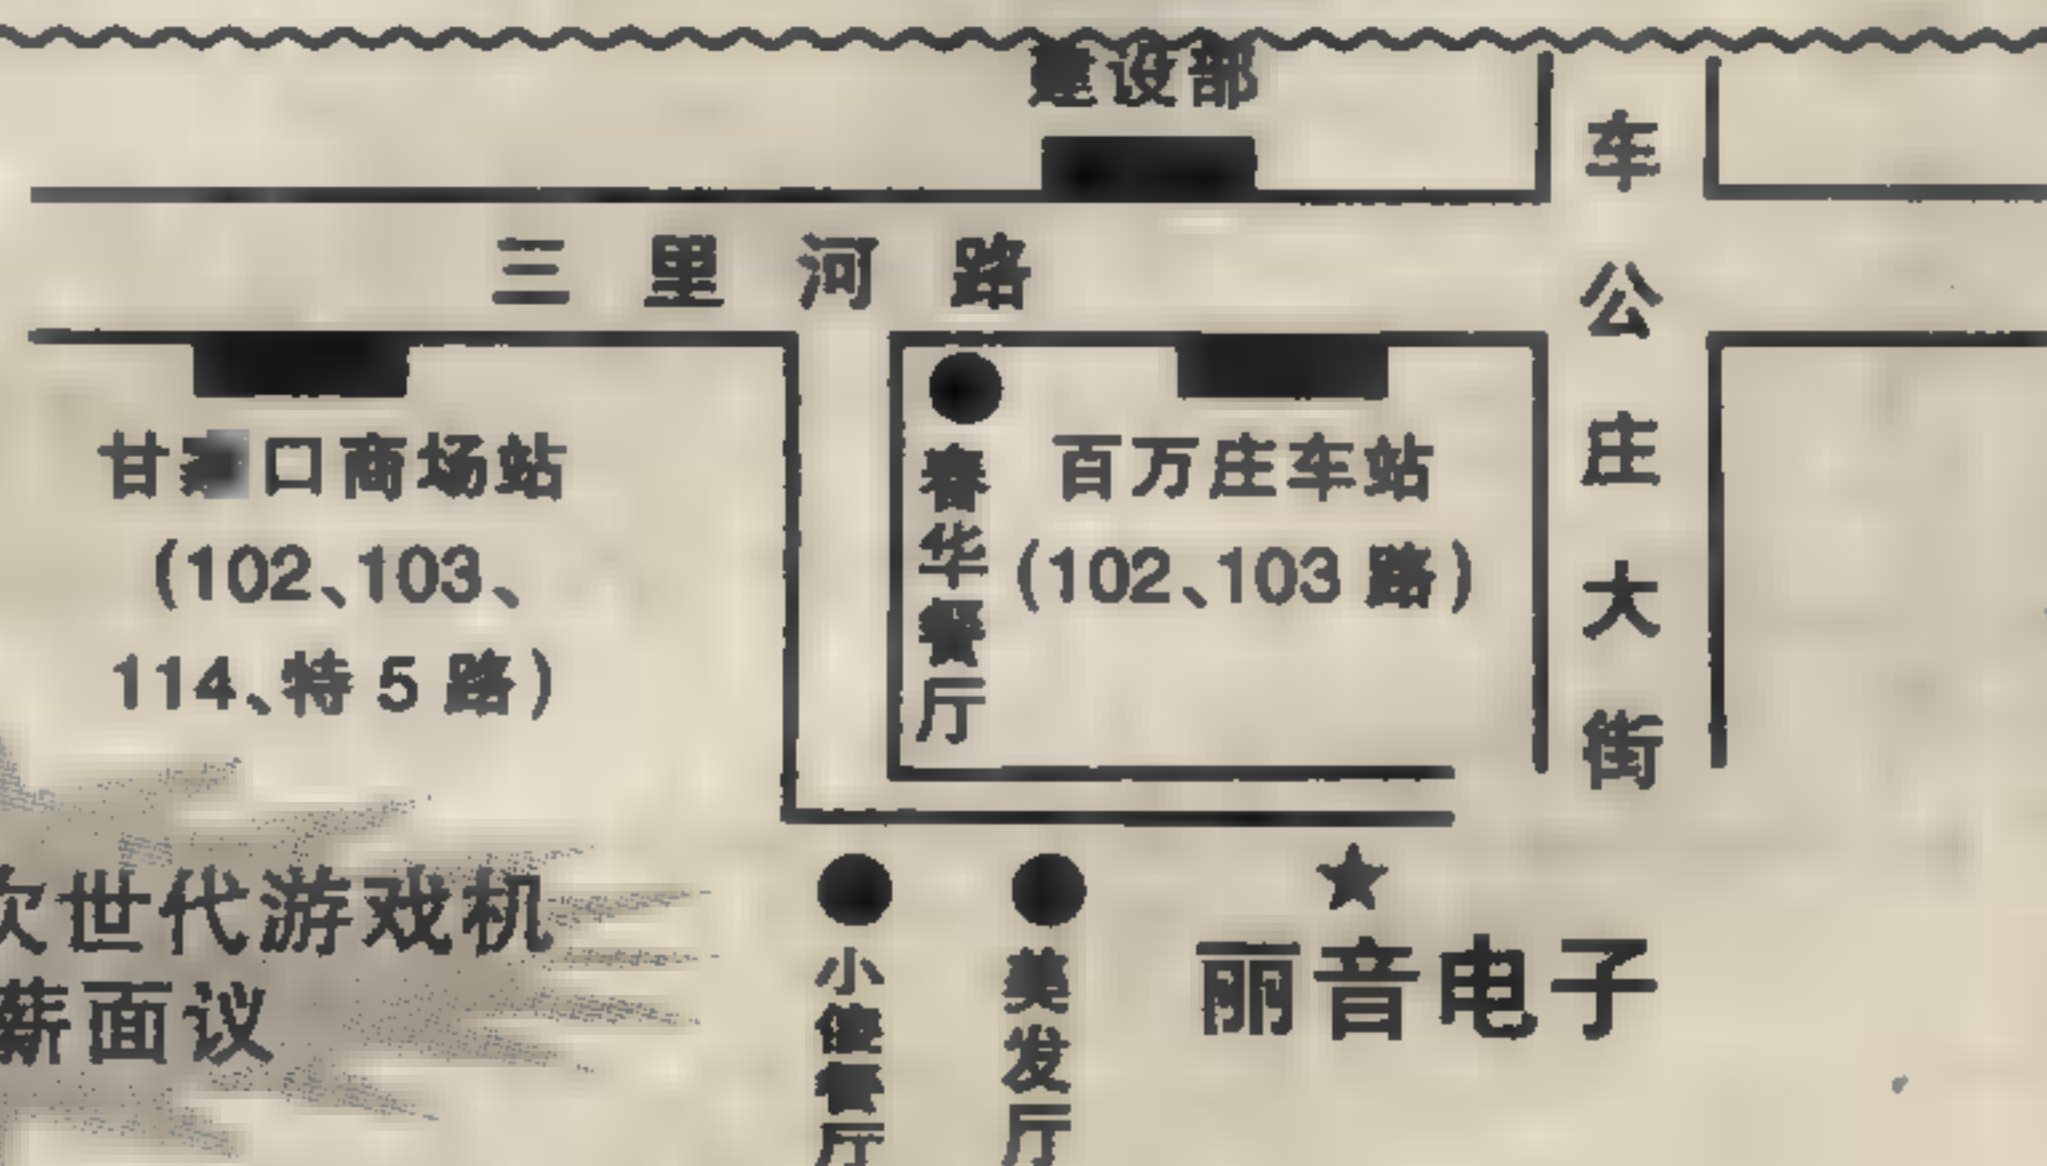 建设部
三里河路
车公庄大街
甘家口商场站
(102、103、
114、特5路)
春华餐厅
百万庄车站
(102、103路)
次世代游戏机
薪面议
小餐厅
美发厅
丽音电子